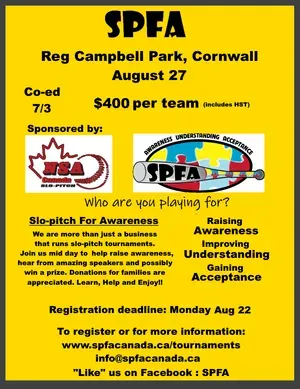 SPFA
Reg Campbell Park, Cornwall
August 27
Co-ed
7/3
$400 per team (includes HST)
Sponsored by:
NSA
CANADA
SLO-PITCH
AWARENESS UNDERSTANDING ACCEPTANCE
SPFA
Who are you playing for?
Slo-pitch For Awareness
We are more than just a business
that runs slo-pitch tournaments.
Join us mid day to help raise awareness,
hear from amazing speakers and possibly
win a prize. Donations for families are
appreciated. Learn, Help and Enjoy!!
Raising
Awareness
Improving
Understanding
Gaining
Acceptance
Registration deadline: Monday Aug 22
To register or for more information:
www.spfacanada.ca/tournaments
info@spfacanada.ca
"Like" us on Facebook : SPFA